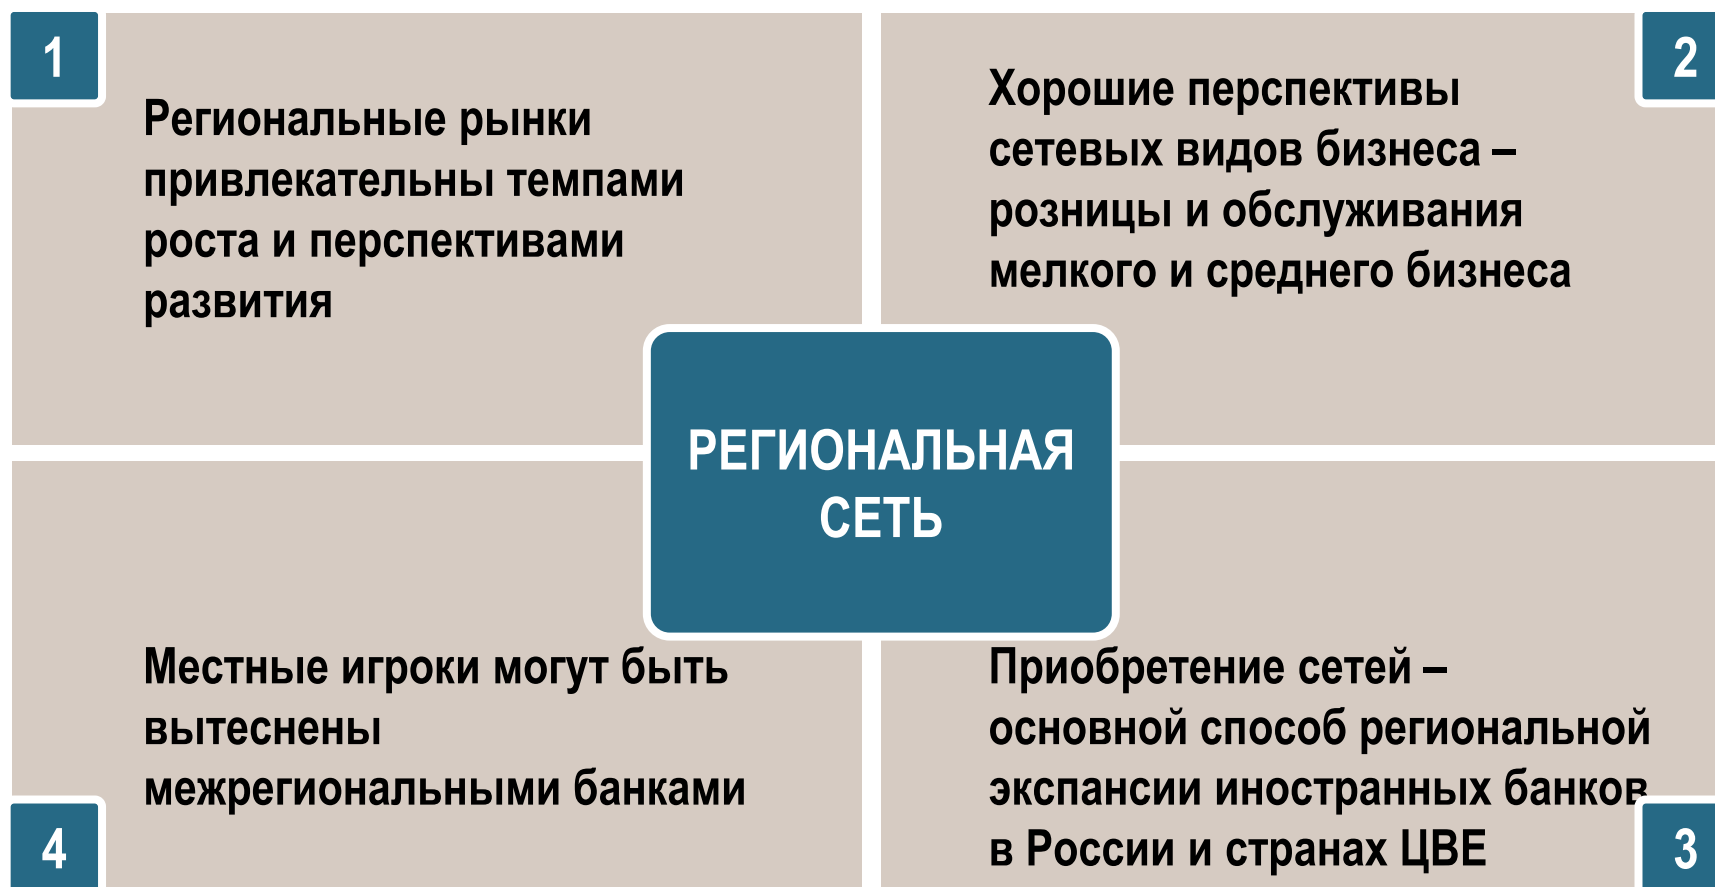 1
Региональные рынки
привлекательны темпами
роста и перспективами
развития
2
Хорошие перспективы
сетевых видов бизнеса –
розницы и обслуживания
мелкого и среднего бизнеса
РЕГИОНАЛЬНАЯ
СЕТЬ
Местные игроки могут быть
вытеснены
межрегиональными банками
4
Приобретение сетей –
основной способ региональной
экспансии иностранных банков
в России и странах ЦВЕ
3